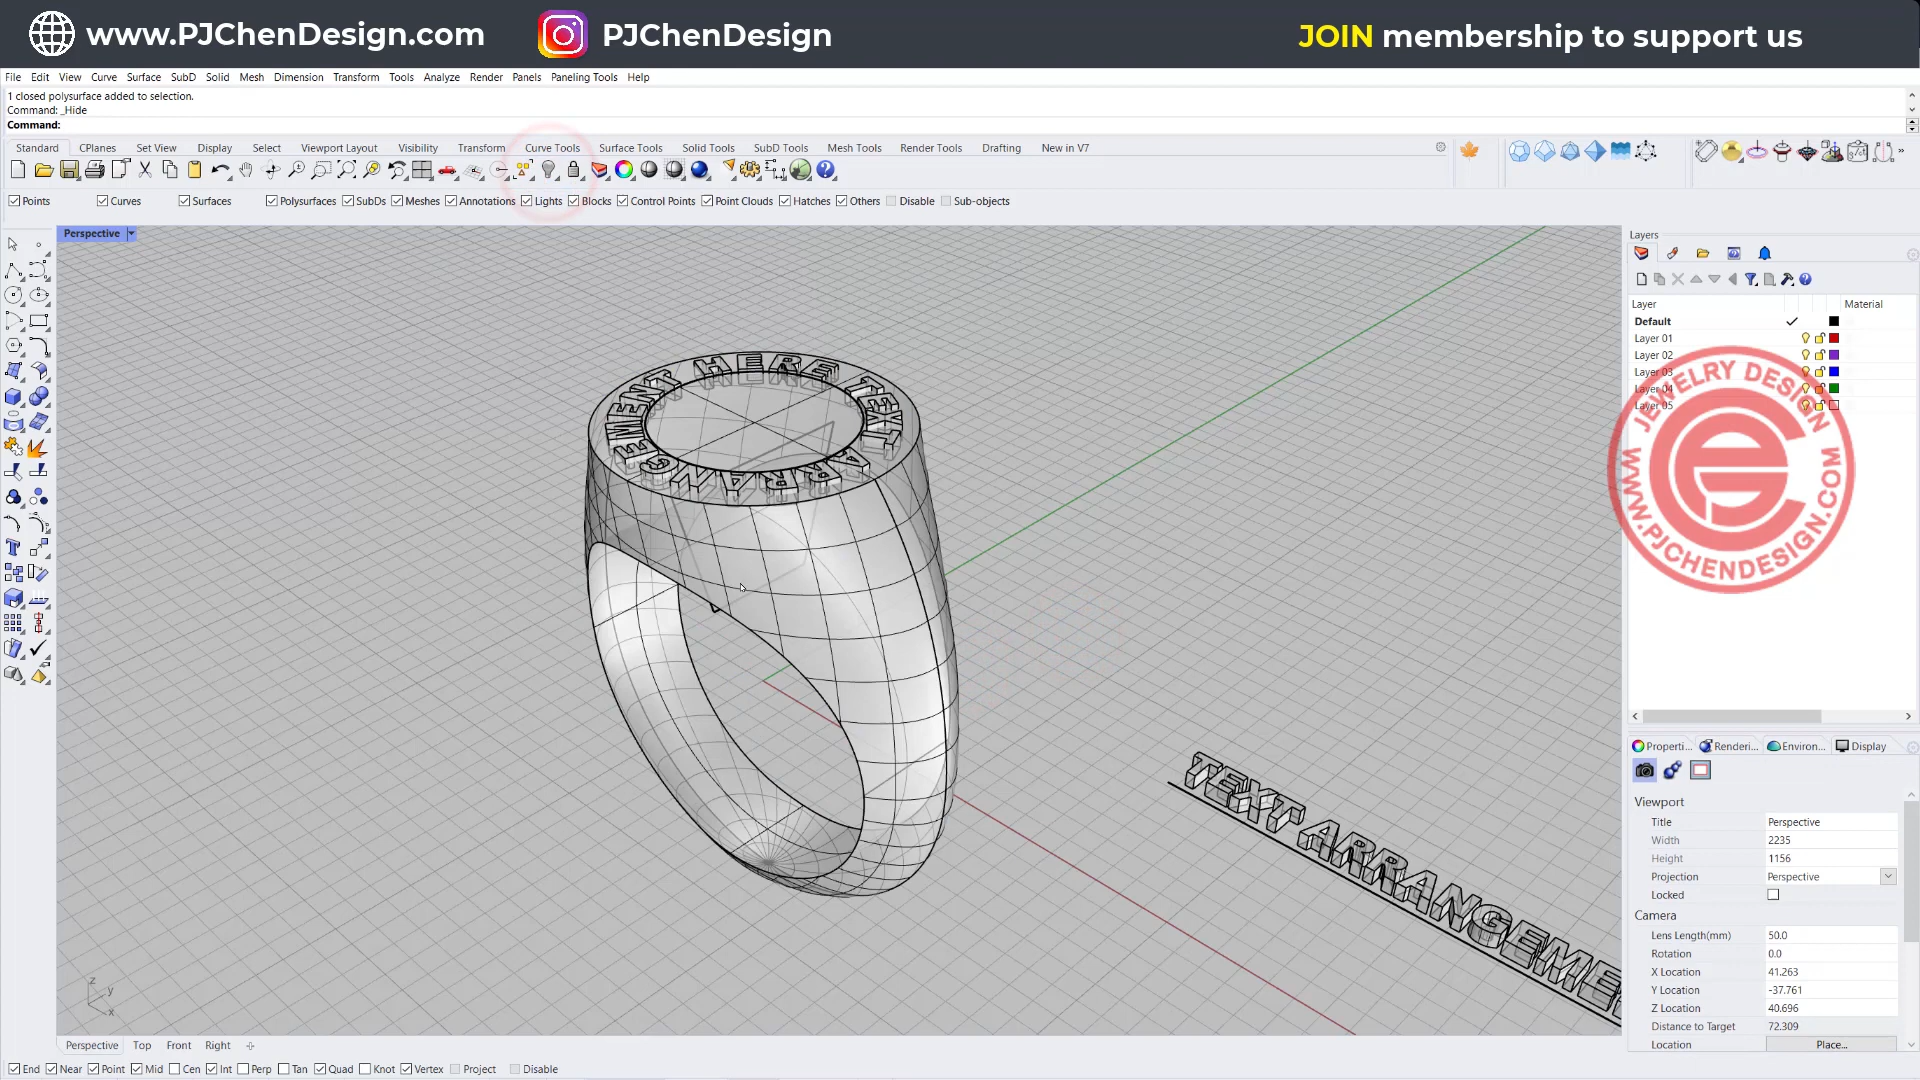 www.PJChenDesign.com
PJChenDesign
JOIN membership to support us
File Edit View Curve Surface SubD Solid Mesh Dimension Transform Tools Analyze Render Panels Paneling Tools Help
1 closed polysurface added to selection.
Command: _Hide
Command:
Standard CPlanes Set View Display Select Viewport Layout Visibility Transform Curve Tools Surface Tools Solid Tools SubD Tools Mesh Tools Render Tools Drafting New in V7
Points Curves Surfaces Polysurfaces SubDs Meshes Annotations Lights Blocks Control Points Point Clouds Hatches Others Disable Sub-objects
Perspective
Layers
Layer Material
Default
Layer 01
Layer 02
Layer 03
Layer 04
Layer 05
JEWELRY DESIGN
WWW.PJCHENDESIGN.COM
TEXT ARRANGEMENT HERE
TEXT ARRANGEME
Properti... Renderi... Environ... Display
Viewport
Title Perspective
Width 2235
Height 1156
Projection Perspective
Locked
Camera
Lens Length(mm) 50.0
Rotation 0.0
X Location 41.263
Y Location -37.761
Z Location 40.696
Distance to Target 72.309
Location Place...
z
y
x
Perspective Top Front Right
End Near Point Mid Cen Int Perp Tan Quad Knot Vertex Project Disable